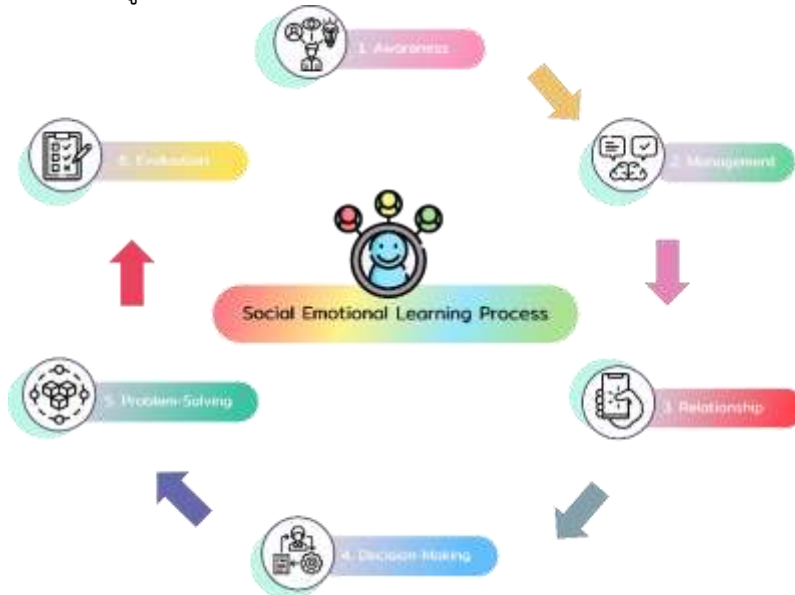 1. Awareness
2. Management
3. Relationship
4. Decision-Making
5. Problem-Solving
6. Evaluation
Social Emotional Learning Process